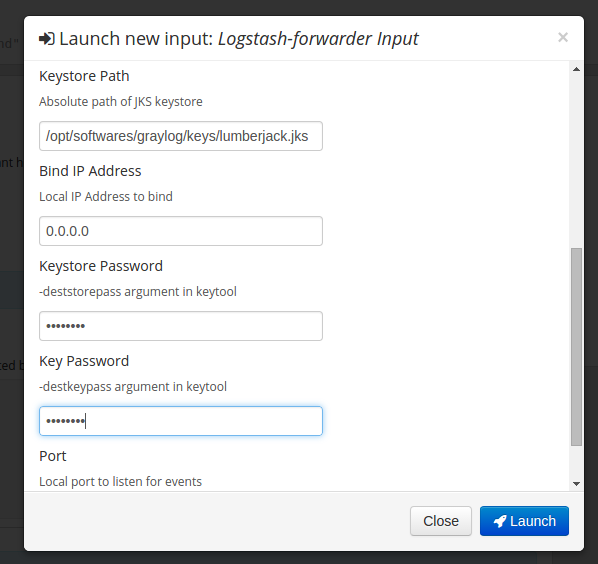 Launch new input: Logstash-forwarder Input
×
Keystore Path
Absolute path of JKS keystore
/opt/softwares/graylog/keys/lumberjack.jks
Bind IP Address
Local IP Address to bind
0.0.0.0
Keystore Password
-deststorepass argument in keytool
••••••••
Key Password
-destkeypass argument in keytool
••••••••
Port
Local port to listen for events
Close
Launch